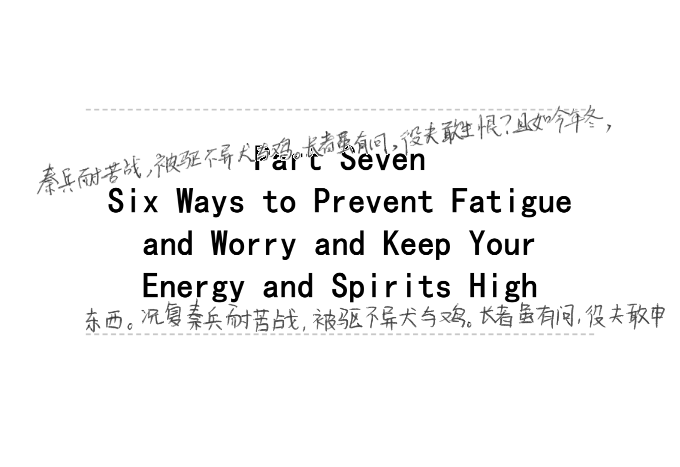 秦兵耐苦战,被驱不异犬与鸡。长者虽有问,役夫敢生恨?且如今年冬,
Part Seven
Six Ways to Prevent Fatigue
and Worry and Keep Your
Energy and Spirits High
东西。况复秦兵耐苦战,被驱不异犬与鸡。长者虽有问,役夫敢申